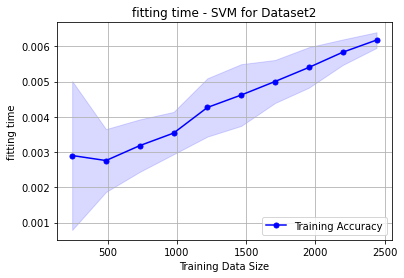 fitting time - SVM for Dataset2
0.006
0.005
0.004
0.003
0.002
0.001
fitting time
Training Accuracy
500 1000 1500 2000 2500
Training Data Size